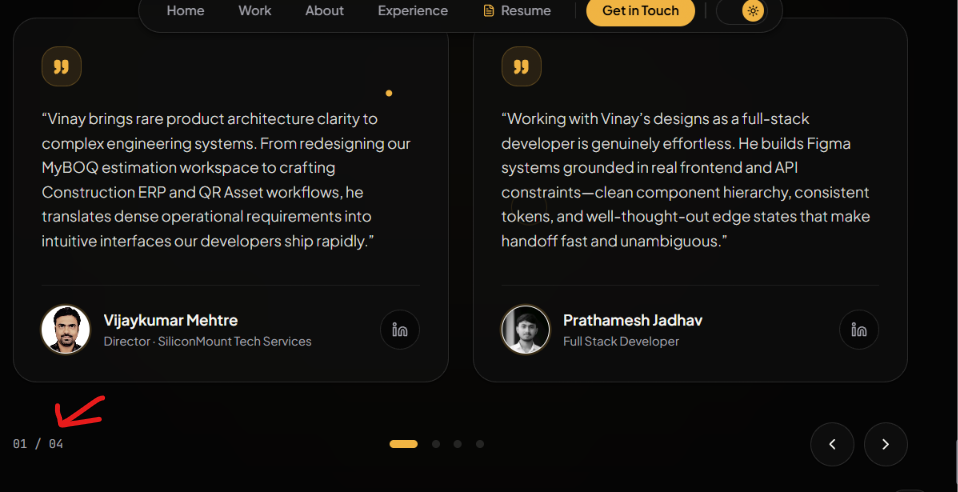 Home Work About Experience Resume Get in Touch
“Vinay brings rare product architecture clarity to
complex engineering systems. From redesigning our
MyBOQ estimation workspace to crafting
Construction ERP and QR Asset workflows, he
translates dense operational requirements into
intuitive interfaces our developers ship rapidly.”
Vijaykumar Mehtre
Director · SiliconMount Tech Services
in
“Working with Vinay’s designs as a full-stack
developer is genuinely effortless. He builds Figma
systems grounded in real frontend and API
constraints—clean component hierarchy, consistent
tokens, and well-thought-out edge states that make
handoff fast and unambiguous.”
Prathamesh Jadhav
Full Stack Developer
in
01 / 04